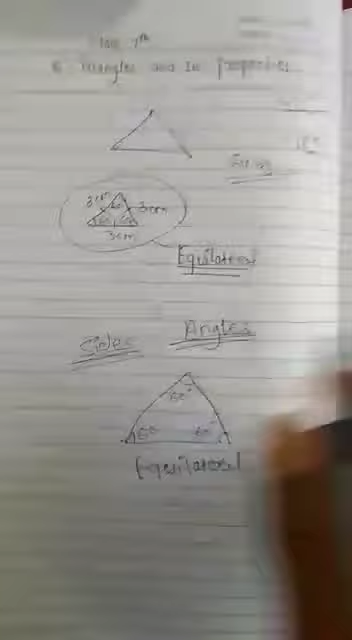 7th
6. Triangles and Its Properties
3cm 60° 3cm
60° 60°
3cm
Equilateral
Sides Angles
60°
60° 60°
Equilateral